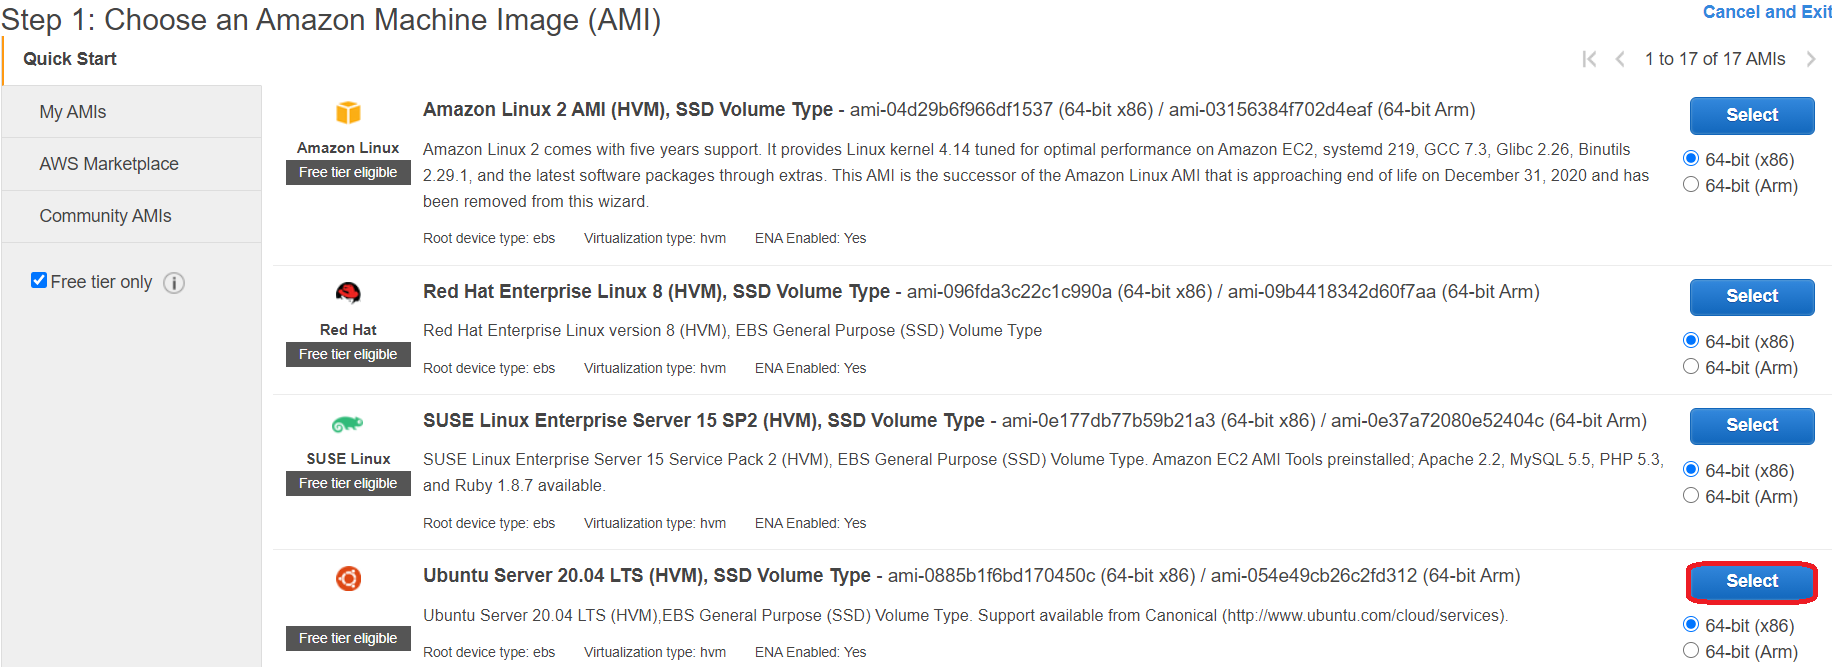 Step 1: Choose an Amazon Machine Image (AMI)
Cancel and Exit
Quick Start
1 to 17 of 17 AMIs
My AMIs
AWS Marketplace
Community AMIs
Free tier only
Amazon Linux
Free tier eligible
Amazon Linux 2 AMI (HVM), SSD Volume Type - ami-04d29b6f966df1537 (64-bit x86) / ami-03156384f702d4eaf (64-bit Arm)
Amazon Linux 2 comes with five years support. It provides Linux kernel 4.14 tuned for optimal performance on Amazon EC2, systemd 219, GCC 7.3, Glibc 2.26, Binutils
2.29.1, and the latest software packages through extras. This AMI is the successor of the Amazon Linux AMI that is approaching end of life on December 31, 2020 and has
been removed from this wizard.
Root device type: ebs Virtualization type: hvm ENA Enabled: Yes
Select
64-bit (x86)
64-bit (Arm)
Red Hat
Free tier eligible
Red Hat Enterprise Linux 8 (HVM), SSD Volume Type - ami-096fda3c22c1c990a (64-bit x86) / ami-09b4418342d60f7aa (64-bit Arm)
Red Hat Enterprise Linux version 8 (HVM), EBS General Purpose (SSD) Volume Type
Root device type: ebs Virtualization type: hvm ENA Enabled: Yes
Select
64-bit (x86)
64-bit (Arm)
SUSE Linux
Free tier eligible
SUSE Linux Enterprise Server 15 SP2 (HVM), SSD Volume Type - ami-0e177db77b59b21a3 (64-bit x86) / ami-0e37a72080e52404c (64-bit Arm)
SUSE Linux Enterprise Server 15 Service Pack 2 (HVM), EBS General Purpose (SSD) Volume Type. Amazon EC2 AMI Tools preinstalled; Apache 2.2, MySQL 5.5, PHP 5.3,
and Ruby 1.8.7 available.
Root device type: ebs Virtualization type: hvm ENA Enabled: Yes
Select
64-bit (x86)
64-bit (Arm)
Free tier eligible
Ubuntu Server 20.04 LTS (HVM), SSD Volume Type - ami-0885b1f6bd170450c (64-bit x86) / ami-054e49cb26c2fd312 (64-bit Arm)
Ubuntu Server 20.04 LTS (HVM),EBS General Purpose (SSD) Volume Type. Support available from Canonical (http://www.ubuntu.com/cloud/services).
Root device type: ebs Virtualization type: hvm ENA Enabled: Yes
Select
64-bit (x86)
64-bit (Arm)